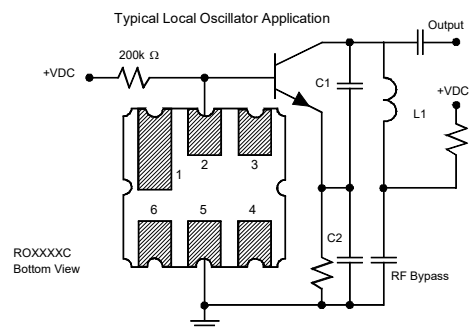 Typical Local Oscillator Application
Output
200k Ω
+VDC
C1
+VDC
L1
2
3
1
6
5
4
C2
ROXXXXC
Bottom View
RF Bypass